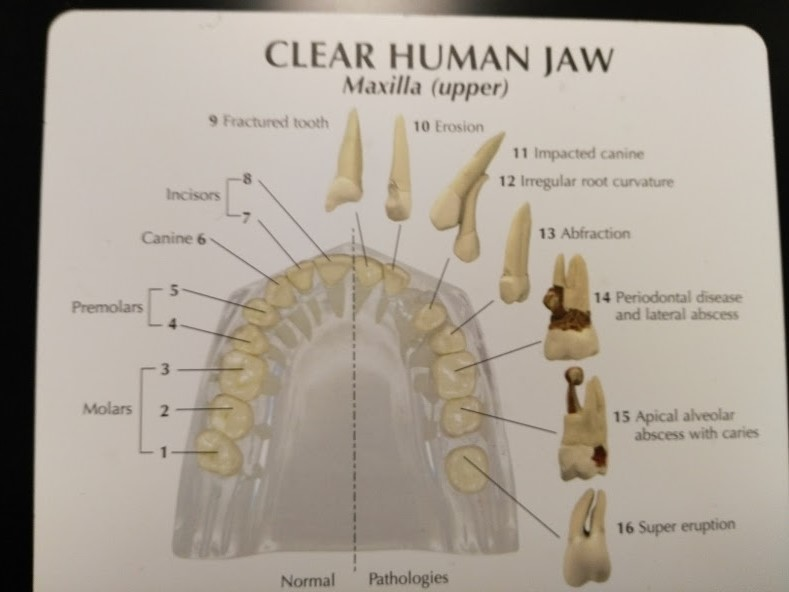 CLEAR HUMAN JAW
Maxilla (upper)
9 Fractured tooth
10 Erosion
11 Impacted canine
12 Irregular root curvature
8
Incisors
7
Canine 6
13 Abfraction
5
Premolars
4
14 Periodontal disease
and lateral abscess
3
Molars
2
1
15 Apical alveolar
abscess with caries
16 Super eruption
Normal
Pathologies